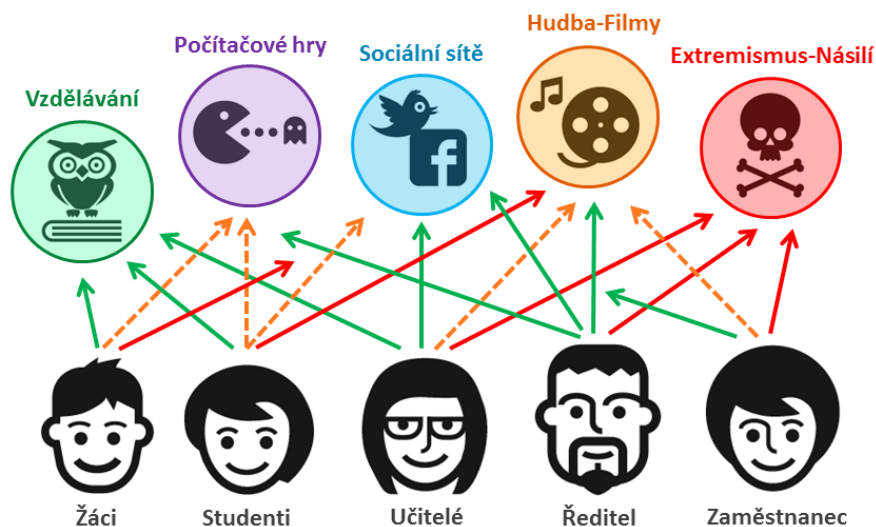 Vzdělávání
Počítačové hry
Sociální sítě
Hudba-Filmy
Extremismus-Násilí
f
Žáci
Studenti
Učitelé
Ředitel
Zaměstnanec